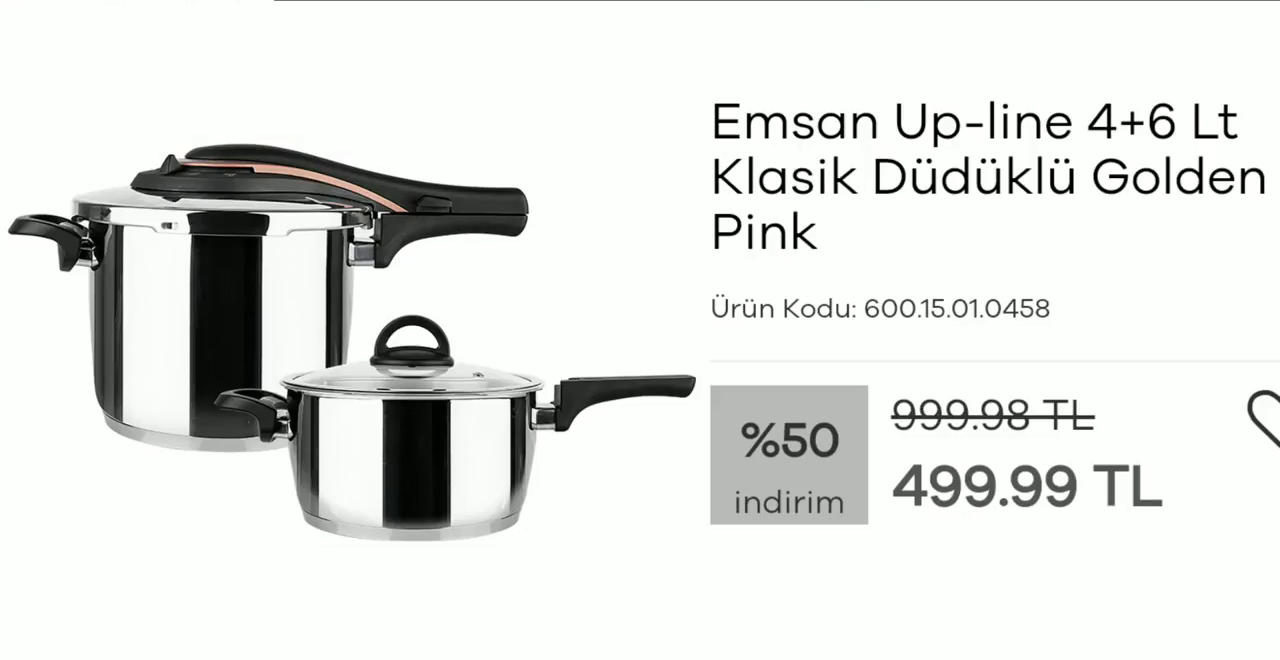 Emsan Up-line 4+6 Lt
Klasik Düdüklü Golden
Pink
Ürün Kodu: 600.15.01.0458
%50
indirim
999.98 TL
499.99 TL